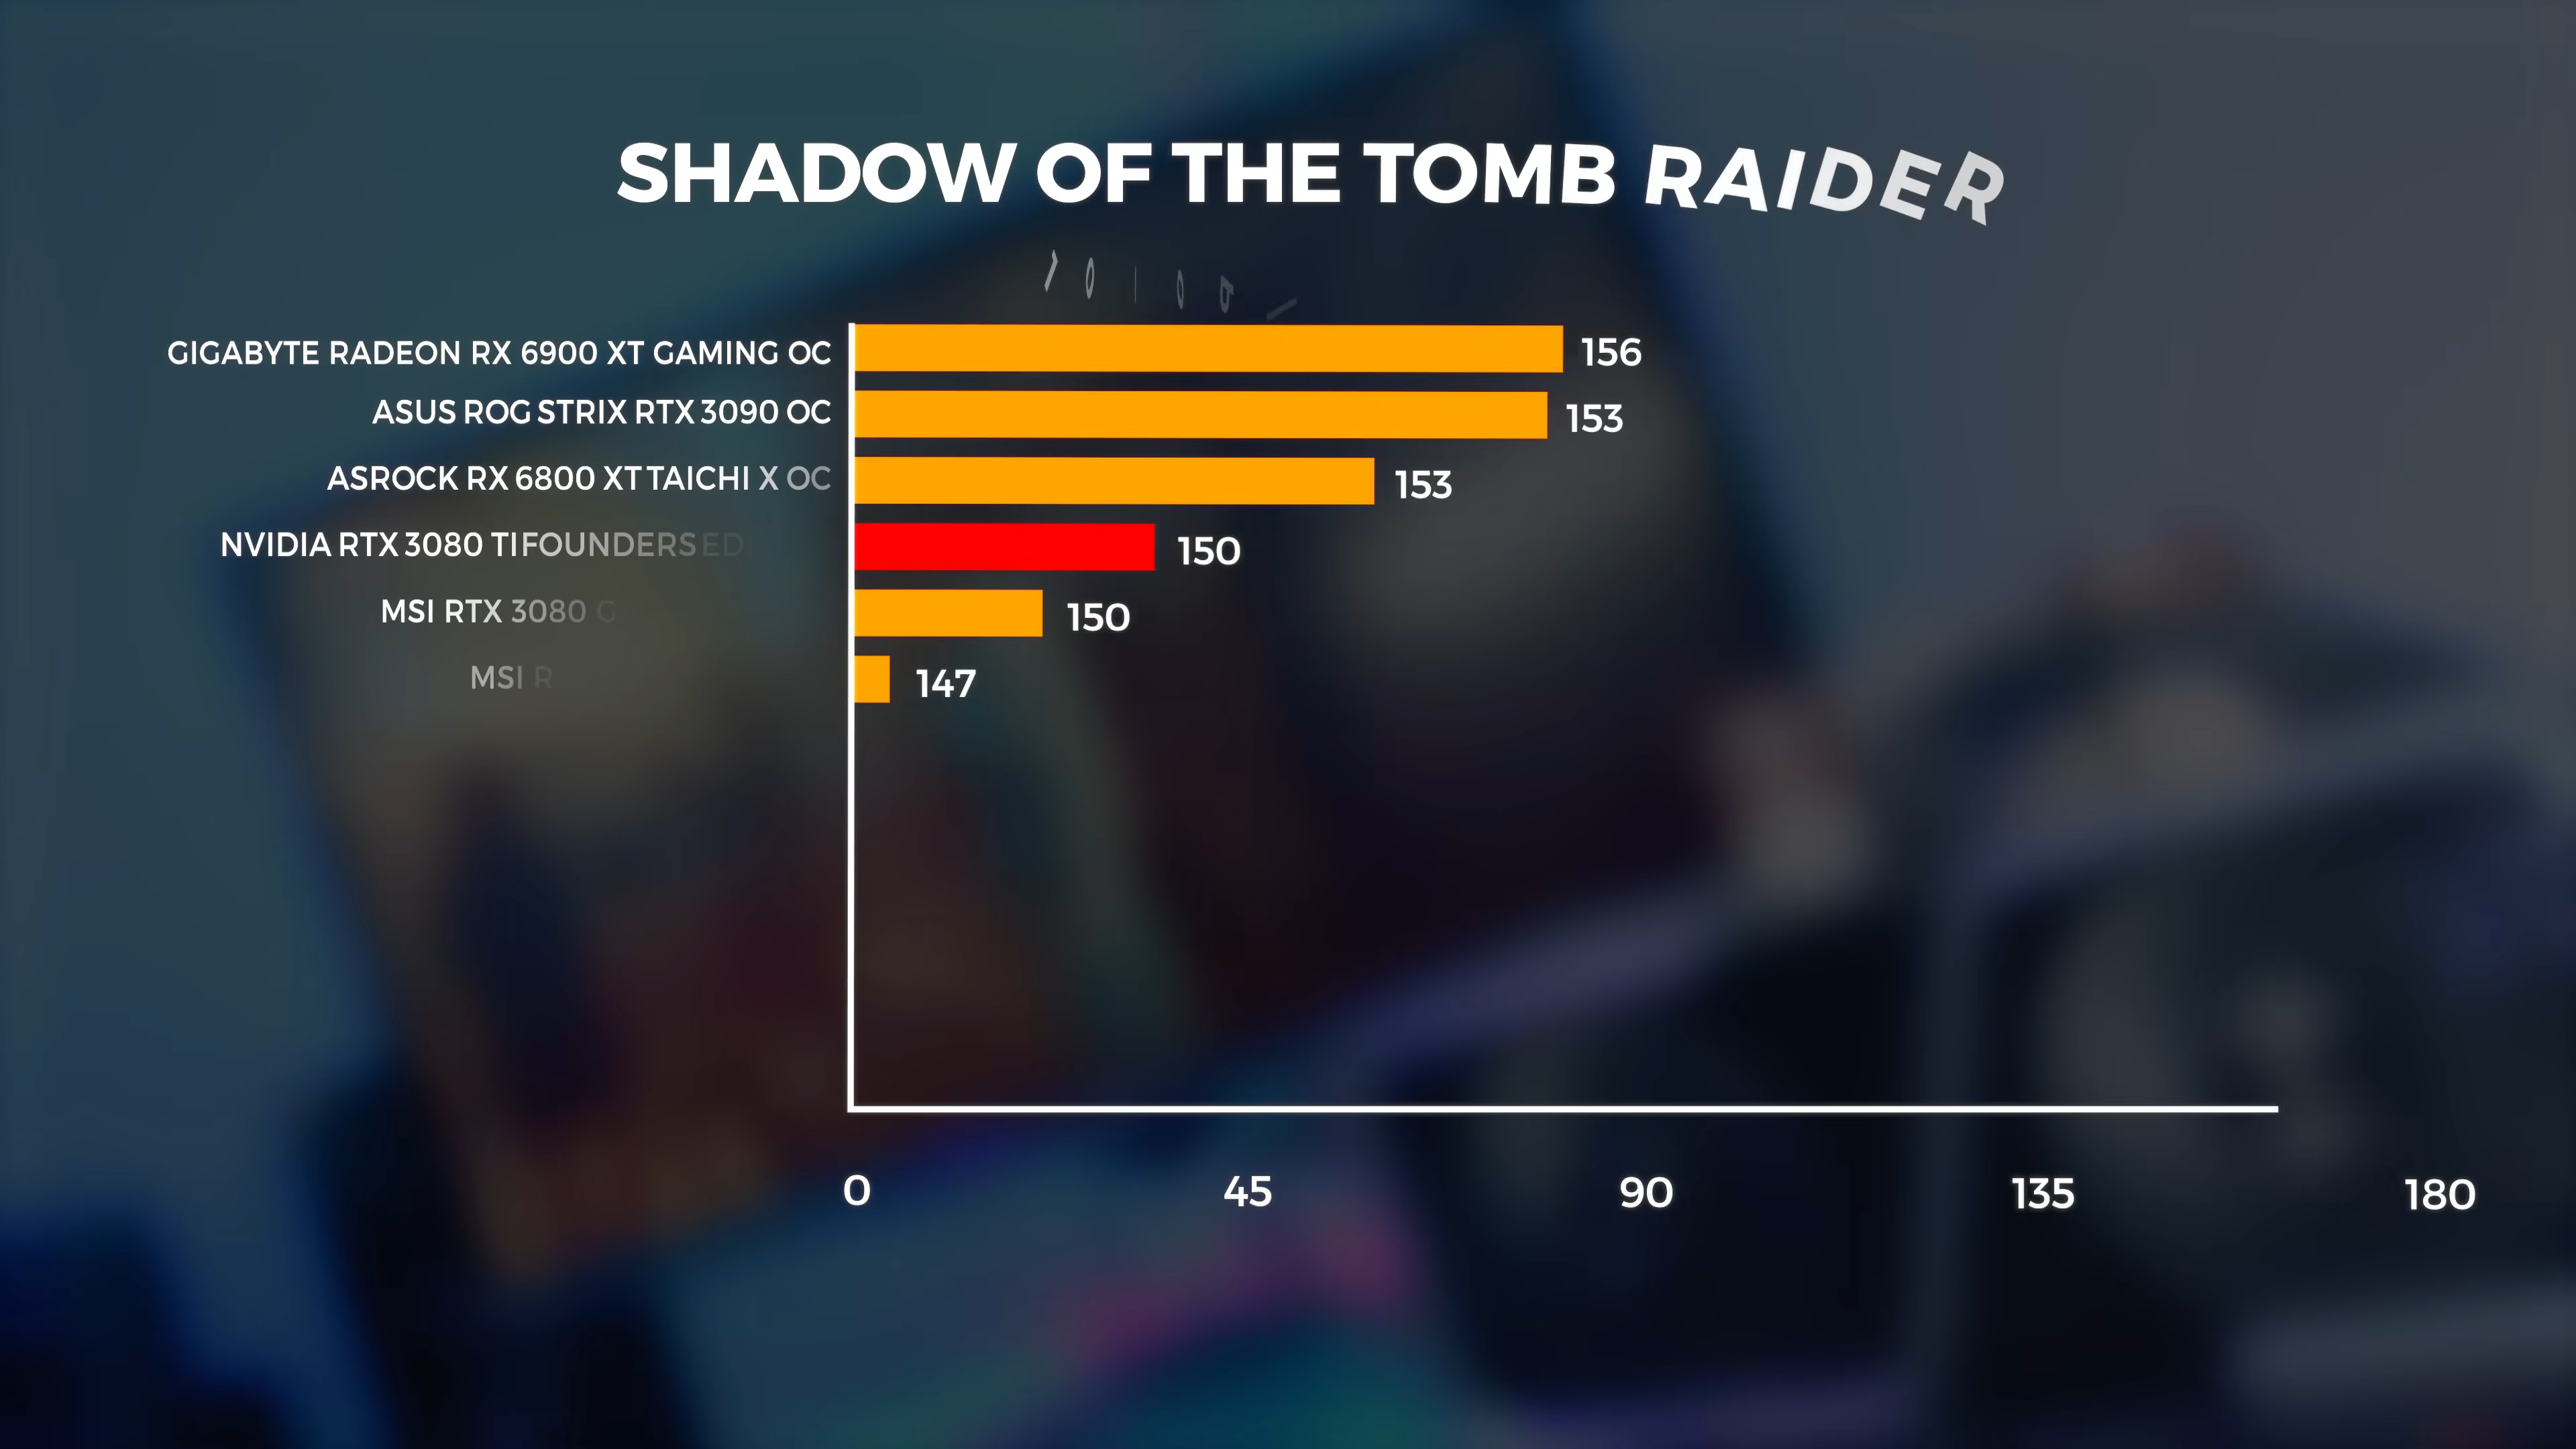 SHADOW OF THE TOMB RAIDER
GIGABYTE RADEON RX 6900 XT GAMING OC 156
ASUS ROG STRIX RTX 3090 OC 153
ASROCK RX 6800 XT TAICHI X OC 153
NVIDIA RTX 3080 TI FOUNDERS ED 150
MSI RTX 3080 G 150
MSI R 147
0 45 90 135 180